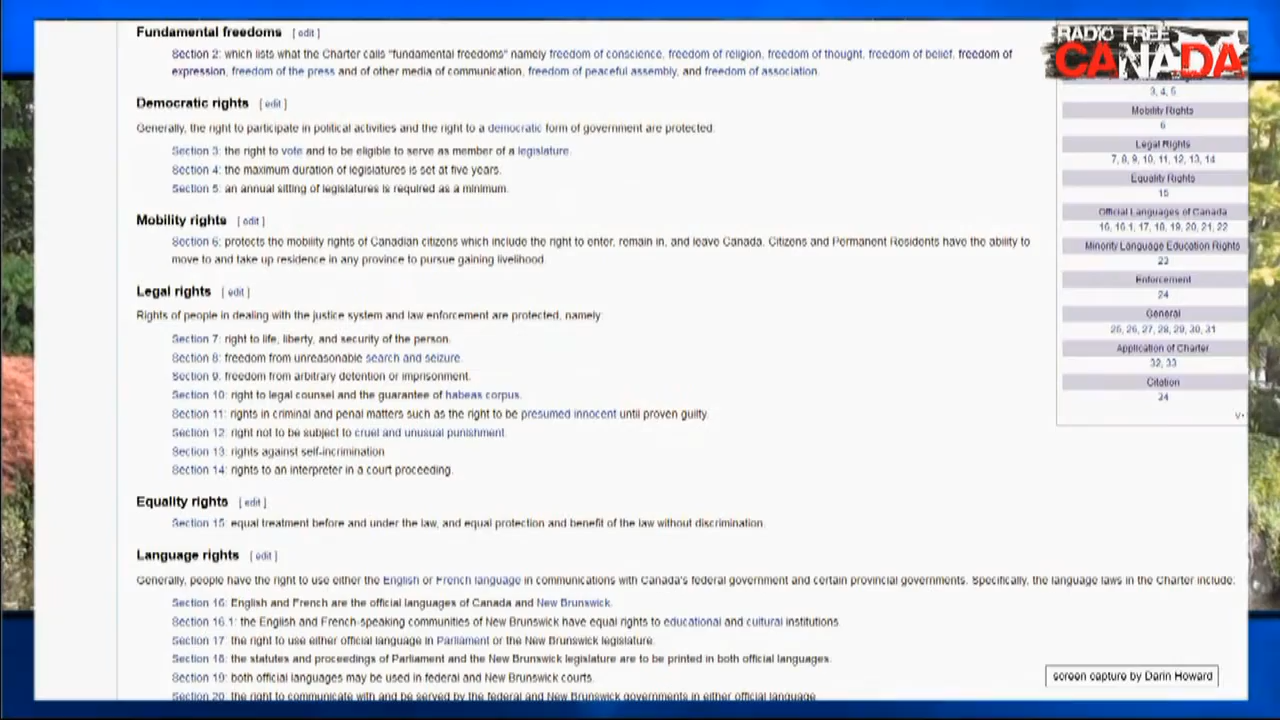 Fundamental freedoms [ edit ]
Section 2: which lists what the Charter calls "fundamental freedoms" namely freedom of conscience, freedom of religion, freedom of thought, freedom of belief, freedom of
expression, freedom of the press and of other media of communication, freedom of peaceful assembly, and freedom of association.
Democratic rights [ edit ]
Generally, the right to participate in political activities and the right to a democratic form of government are protected:
Section 3: the right to vote and to be eligible to serve as member of a legislature.
Section 4: the maximum duration of legislatures is set at five years.
Section 5: an annual sitting of legislatures is required as a minimum.
Mobility rights [ edit ]
Section 6: protects the mobility rights of Canadian citizens which include the right to enter, remain in, and leave Canada. Citizens and Permanent Residents have the ability to
move to and take up residence in any province to pursue gaining livelihood.
Legal rights [ edit ]
Rights of people in dealing with the justice system and law enforcement are protected, namely:
Section 7: right to life, liberty, and security of the person.
Section 8: freedom from unreasonable search and seizure.
Section 9: freedom from arbitrary detention or imprisonment.
Section 10: right to legal counsel and the guarantee of habeas corpus.
Section 11: rights in criminal and penal matters such as the right to be presumed innocent until proven guilty.
Section 12: right not to be subject to cruel and unusual punishment.
Section 13: rights against self-incrimination
Section 14: rights to an interpreter in a court proceeding.
Equality rights [ edit ]
Section 15: equal treatment before and under the law, and equal protection and benefit of the law without discrimination.
Language rights [ edit ]
Generally, people have the right to use either the English or French language in communications with Canada's federal government and certain provincial governments. Specifically, the language laws in the Charter include:
Section 16: English and French are the official languages of Canada and New Brunswick.
Section 16.1: the English and French-speaking communities of New Brunswick have equal rights to educational and cultural institutions.
Section 17: the right to use either official language in Parliament or the New Brunswick legislature.
Section 18: the statutes and proceedings of Parliament and the New Brunswick legislature are to be printed in both official languages.
Section 19: both official languages may be used in federal and New Brunswick courts.
Section 20: the right to communicate with and be served by the federal and New Brunswick governments in either official language
RADIO FREE
CANADA
3, 4, 5
Mobility Rights
6
Legal Rights
7, 8, 9, 10, 11, 12, 13, 14
Equality Rights
15
Official Languages of Canada
16, 16.1, 17, 18, 19, 20, 21, 22
Minority Language Education Rights
23
Enforcement
24
General
25, 26, 27, 28, 29, 30, 31
Application of Charter
32, 33
Citation
34
V •
screen capture by Darin Howard